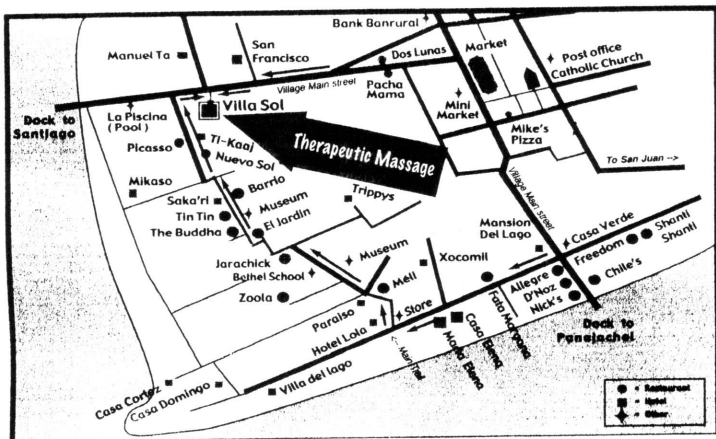 Bank Banrural
Manuel Ta
San
Francisco
Dos Lunas
Market
Post office
Catholic Church
Village Main street
Pacha
Mama
Dock to
Santiago
La Piscina
(Pool)
Villa Sol
Mini
Market
Mike's
Pizza
Therapeutic Massage
Picasso
Ti-Kaaj
Nuevo Sol
To San Juan -->
Mikaso
Barrio
Trippys
Village Main street
Saka'ri
Museum
Tin Tin
El Jardin
The Buddha
Mansion
Del Lago
Casa Verde
Shanti
Shanti
Freedom
Jarachick
Museum
Xocomil
Bethel School
Allegre
D'Noz
Nick's
Chile's
Zoola
Mell
Store
Paraiso
Hotel Lola
Casa Elena
Maria Elena
Dock to
Panajachel
Villa del lago
Casa Cortez
Casa Domingo
= Restaurant
= Hotel
= Other